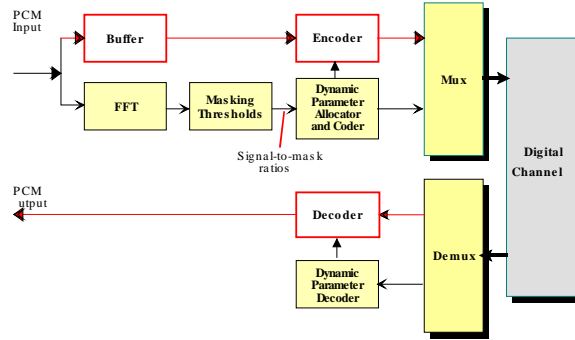 PCM
Input
Buffer
Encoder
Mux
FFT
Masking
Thresholds
Dynamic
Parameter
Allocator
and Coder
Signal-to-mask
ratios
Digital
Channel
PCM
utput
Decoder
Demux
Dynamic
Parameter
Decoder